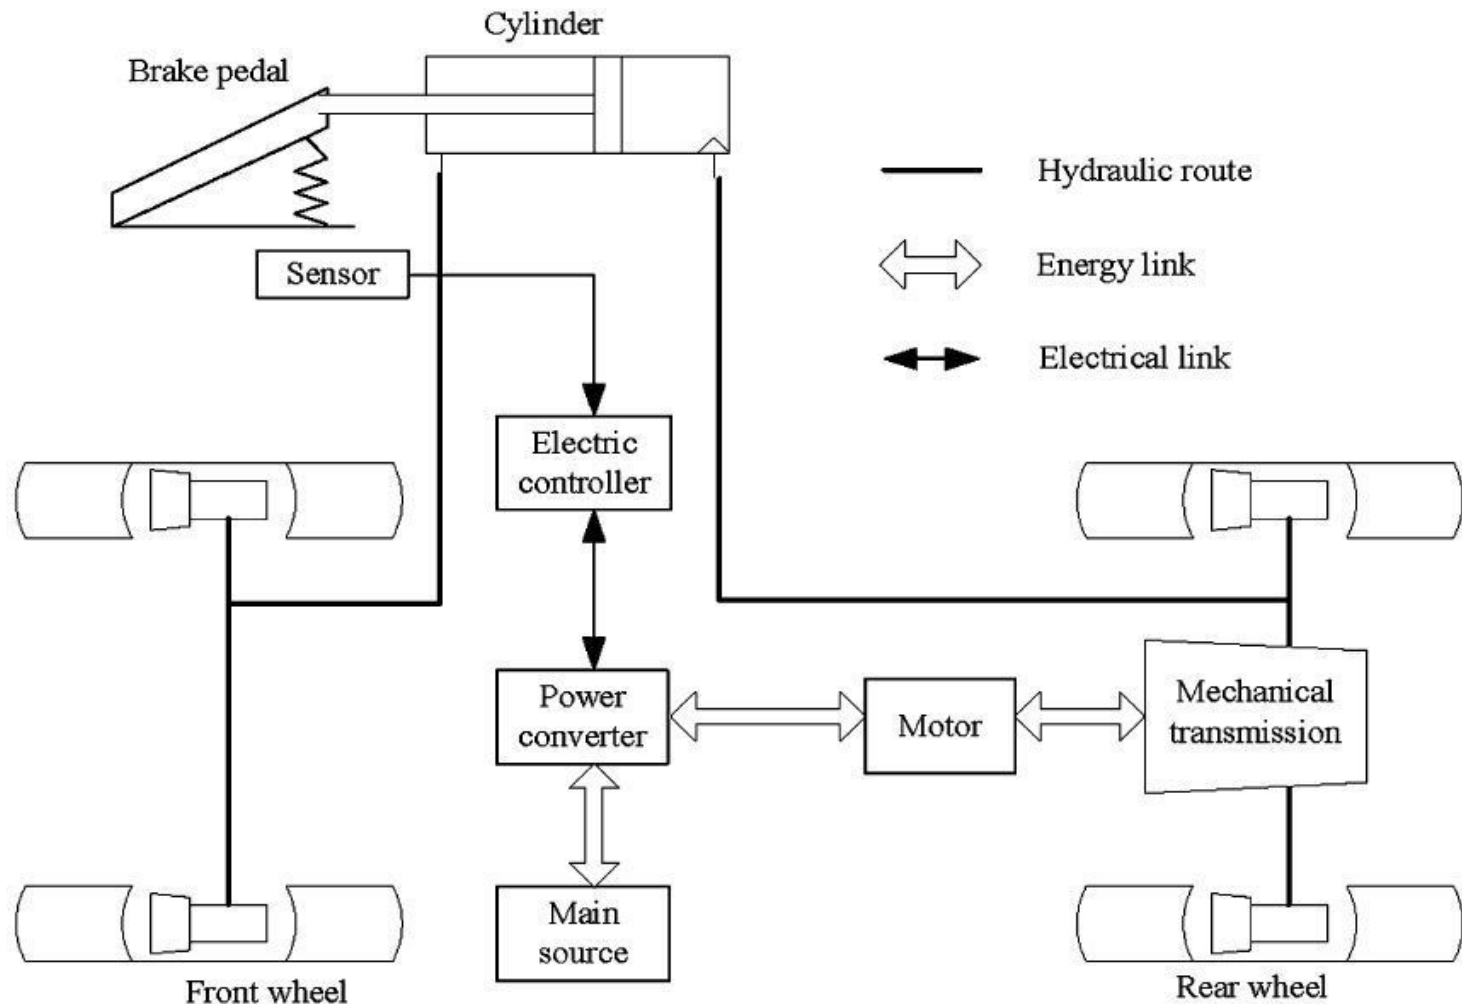 Cylinder
Brake pedal
Hydraulic route
Sensor
Energy link
Electrical link
Electric
controller
Power
converter
Motor
Mechanical
transmission
Main
source
Front wheel
Rear wheel